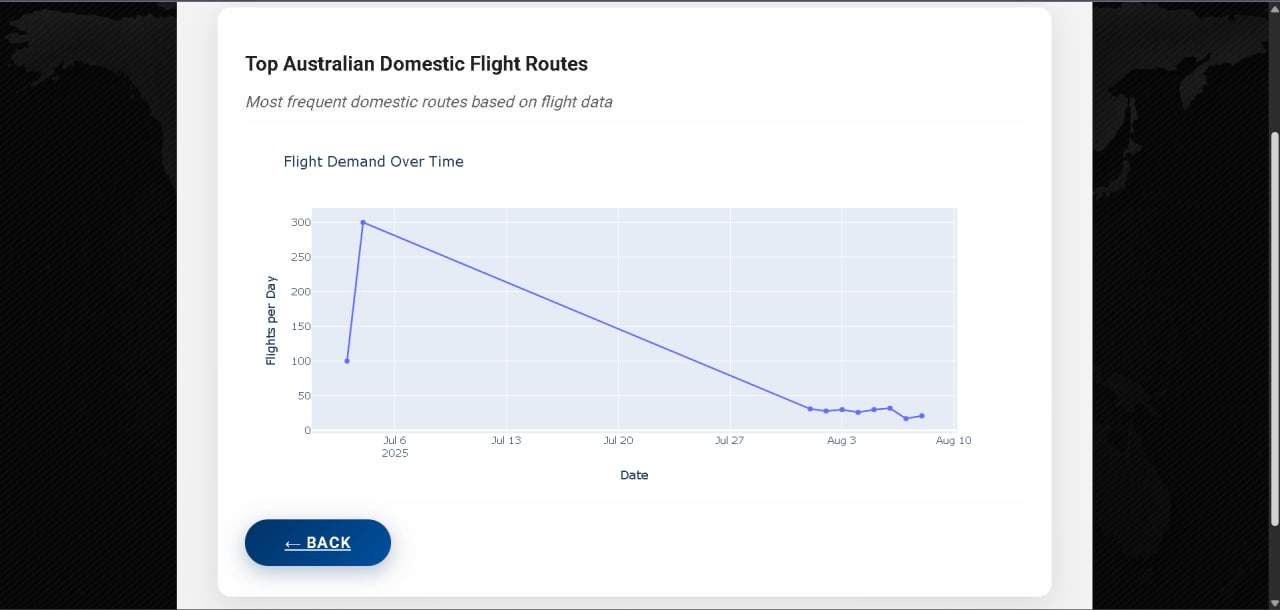 Top Australian Domestic Flight Routes
Most frequent domestic routes based on flight data
Flight Demand Over Time
Flights per Day
300
250
200
150
100
50
0
Jul 6
2025
Jul 13
Jul 20
Jul 27
Aug 3
Aug 10
Date
← BACK